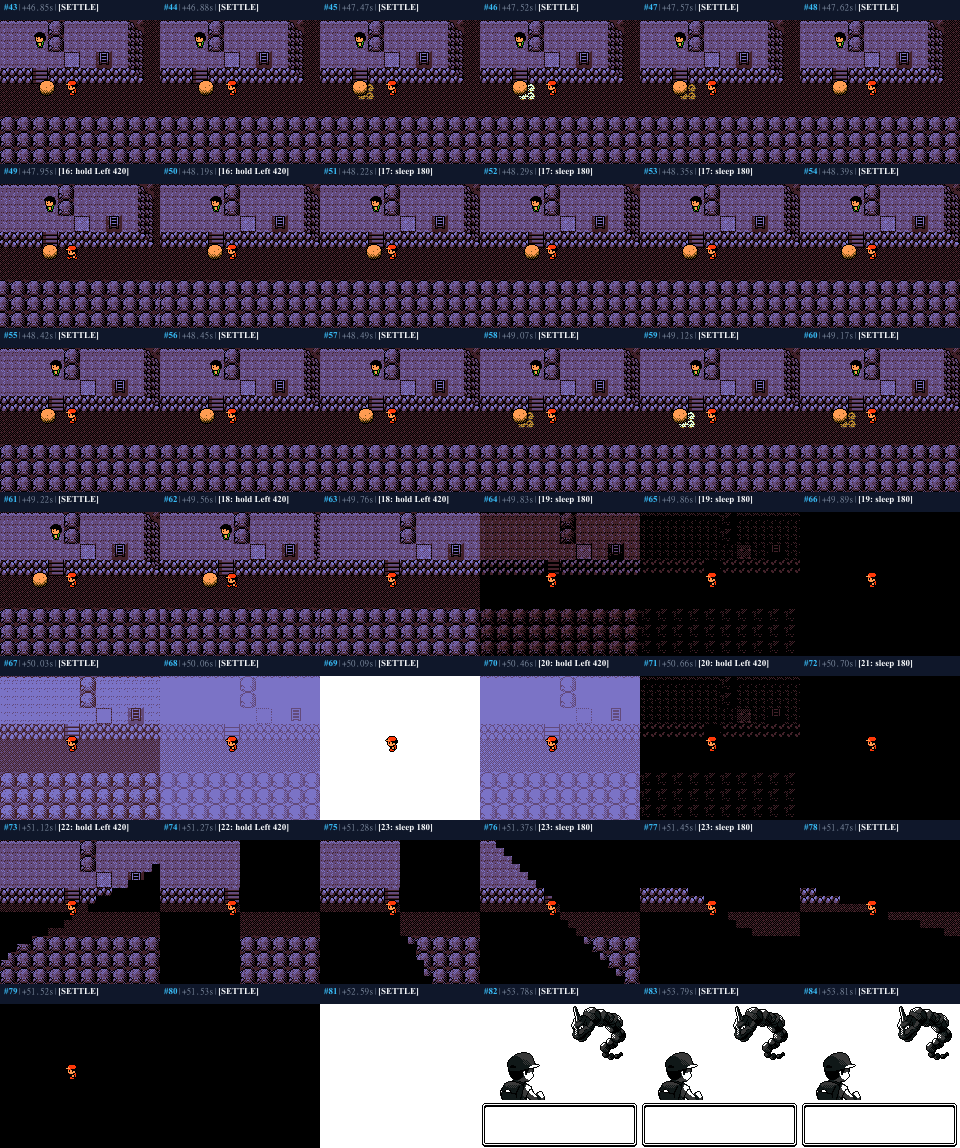 #43|+46.85s|[SETTLE] #44|+46.88s|[SETTLE] #45|+47.47s|[SETTLE] #46|+47.52s|[SETTLE] #47|+47.57s|[SETTLE] #48|+47.62s|[SETTLE]
#49|+47.95s|[16: hold Left 420] #50|+48.19s|[16: hold Left 420] #51|+48.22s|[17: sleep 180] #52|+48.29s|[17: sleep 180] #53|+48.35s|[17: sleep 180] #54|+48.39s|[SETTLE]
#55|+48.42s|[SETTLE] #56|+48.45s|[SETTLE] #57|+48.49s|[SETTLE] #58|+49.07s|[SETTLE] #59|+49.12s|[SETTLE] #60|+49.17s|[SETTLE]
#61|+49.22s|[SETTLE] #62|+49.56s|[18: hold Left 420] #63|+49.76s|[18: hold Left 420] #64|+49.83s|[19: sleep 180] #65|+49.86s|[19: sleep 180] #66|+49.89s|[19: sleep 180]
#67|+50.03s|[SETTLE] #68|+50.06s|[SETTLE] #69|+50.09s|[SETTLE] #70|+50.46s|[20: hold Left 420] #71|+50.66s|[20: hold Left 420] #72|+50.70s|[21: sleep 180]
#73|+51.12s|[22: hold Left 420] #74|+51.27s|[22: hold Left 420] #75|+51.28s|[23: sleep 180] #76|+51.37s|[23: sleep 180] #77|+51.45s|[23: sleep 180] #78|+51.47s|[SETTLE]
#79|+51.52s|[SETTLE] #80|+51.53s|[SETTLE] #81|+52.59s|[SETTLE] #82|+53.78s|[SETTLE] #83|+53.79s|[SETTLE] #84|+53.81s|[SETTLE]